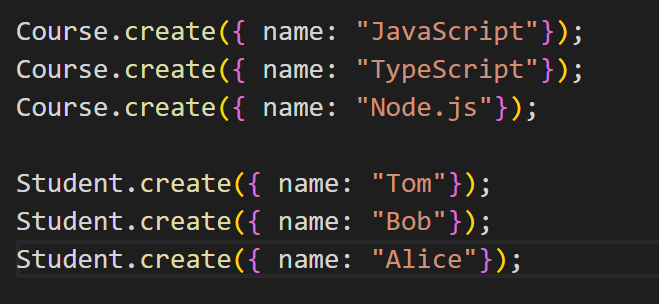 Course.create({ name: "JavaScript"});
Course.create({ name: "TypeScript"});
Course.create({ name: "Node.js"});
Student.create({ name: "Tom"});
Student.create({ name: "Bob"});
Student.create({ name: "Alice"});